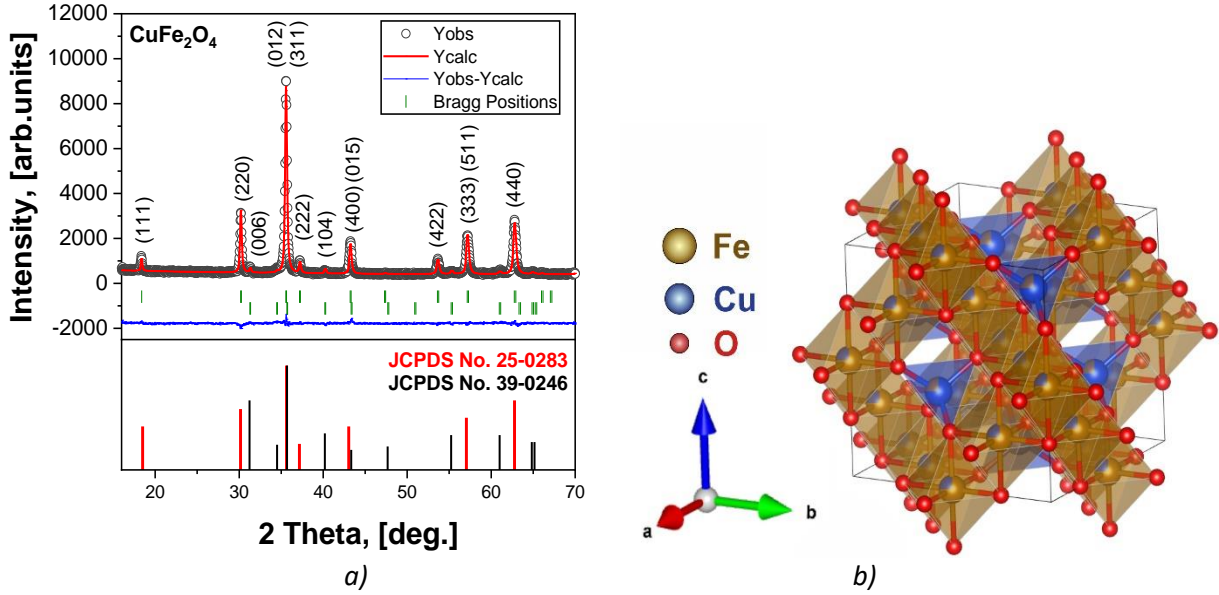 CuFe₂O₄
Yobs
Ycalc
Yobs-Ycalc
Bragg Positions
(111)
(220)
(006)
(012)
(311)
(222)
(104)
(400) (015)
(422)
(333) (511)
(440)
Intensity, [arb.units]
12000
10000
8000
6000
4000
2000
0
-2000
JCPDS No. 25-0283
JCPDS No. 39-0246
20 30 40 50 60 70
2 Theta, [deg.]
a)
Fe
Cu
O
c
b
a
b)